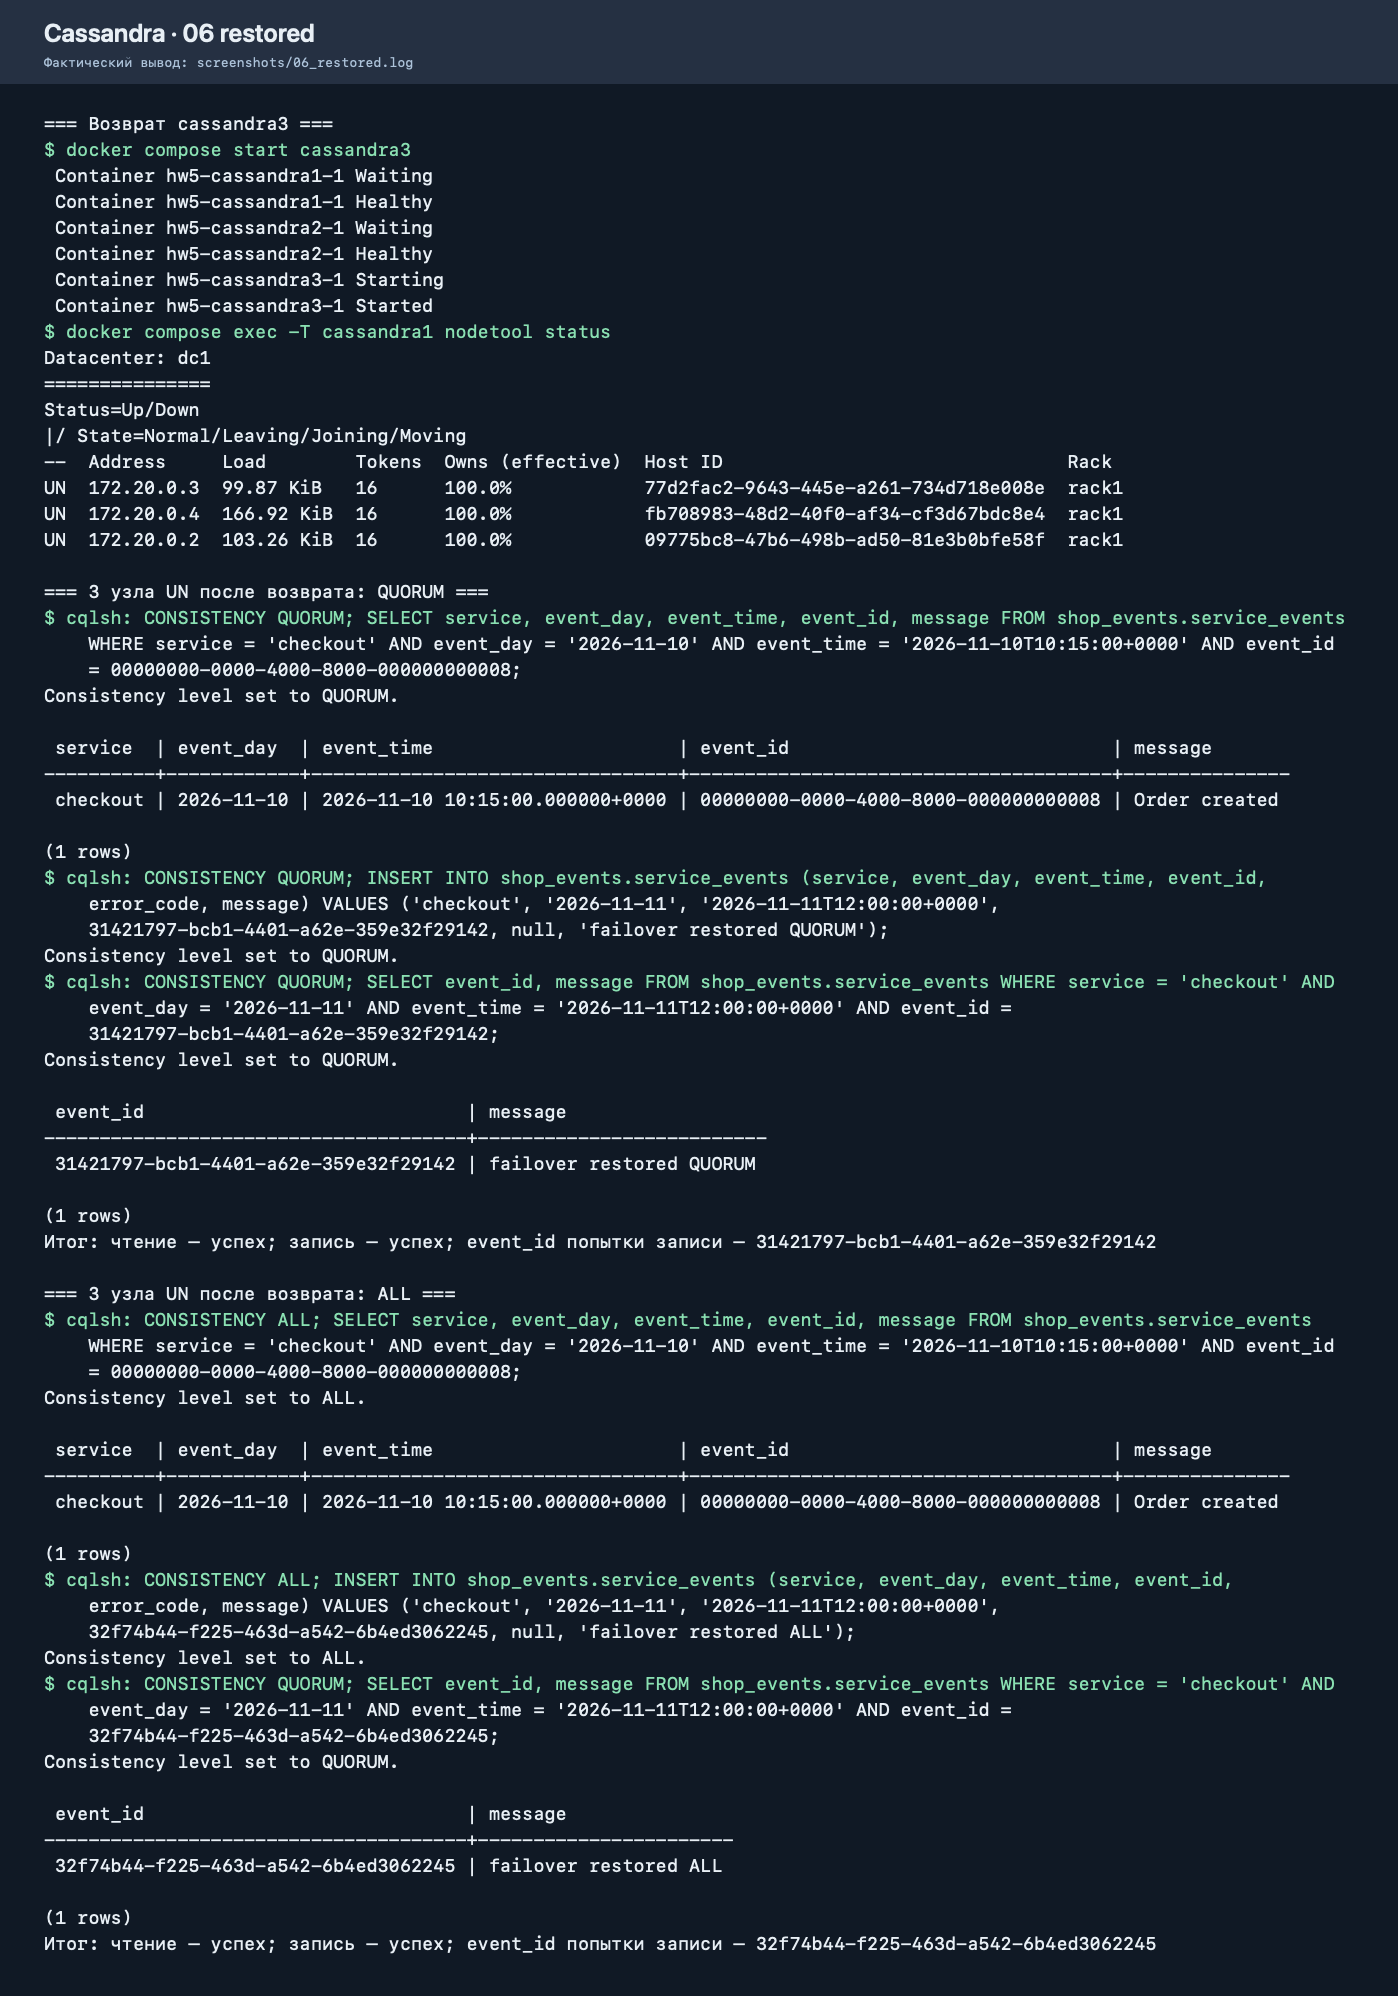 Cassandra · 06 restored
Фактический вывод: screenshots/06_restored.log
=== Возврат cassandra3 ===
$ docker compose start cassandra3
Container hw5-cassandra1-1 Waiting
Container hw5-cassandra1-1 Healthy
Container hw5-cassandra2-1 Waiting
Container hw5-cassandra2-1 Healthy
Container hw5-cassandra3-1 Starting
Container hw5-cassandra3-1 Started
$ docker compose exec -T cassandra1 nodetool status
Datacenter: dc1
===============
Status=Up/Down
|/ State=Normal/Leaving/Joining/Moving
--  Address     Load        Tokens  Owns (effective)  Host ID                               Rack
UN  172.20.0.3  99.87 KiB   16      100.0%            77d2fac2-9643-445e-a261-734d718e008e  rack1
UN  172.20.0.4  166.92 KiB  16      100.0%            fb708983-48d2-40f0-af34-cf3d67bdc8e4  rack1
UN  172.20.0.2  103.26 KiB  16      100.0%            09775bc8-47b6-498b-ad50-81e3b0bfe58f  rack1
=== 3 узла UN после возврата: QUORUM ===
$ cqlsh: CONSISTENCY QUORUM; SELECT service, event_day, event_time, event_id, message FROM shop_events.service_events
WHERE service = 'checkout' AND event_day = '2026-11-10' AND event_time = '2026-11-10T10:15:00+0000' AND event_id
= 00000000-0000-4000-8000-000000000008;
Consistency level set to QUORUM.
service  | event_day  | event_time                      | event_id                             | message
----------+------------+---------------------------------+--------------------------------------+---------------
checkout | 2026-11-10 | 2026-11-10 10:15:00.000000+0000 | 00000000-0000-4000-8000-000000000008 | Order created
(1 rows)
$ cqlsh: CONSISTENCY QUORUM; INSERT INTO shop_events.service_events (service, event_day, event_time, event_id,
error_code, message) VALUES ('checkout', '2026-11-11', '2026-11-11T12:00:00+0000',
31421797-bcb1-4401-a62e-359e32f29142, null, 'failover restored QUORUM');
Consistency level set to QUORUM.
$ cqlsh: CONSISTENCY QUORUM; SELECT event_id, message FROM shop_events.service_events WHERE service = 'checkout' AND
event_day = '2026-11-11' AND event_time = '2026-11-11T12:00:00+0000' AND event_id =
31421797-bcb1-4401-a62e-359e32f29142;
Consistency level set to QUORUM.
event_id                             | message
--------------------------------------+--------------------------
31421797-bcb1-4401-a62e-359e32f29142 | failover restored QUORUM
(1 rows)
Итог: чтение — успех; запись — успех; event_id попытки записи — 31421797-bcb1-4401-a62e-359e32f29142
=== 3 узла UN после возврата: ALL ===
$ cqlsh: CONSISTENCY ALL; SELECT service, event_day, event_time, event_id, message FROM shop_events.service_events
WHERE service = 'checkout' AND event_day = '2026-11-10' AND event_time = '2026-11-10T10:15:00+0000' AND event_id
= 00000000-0000-4000-8000-000000000008;
Consistency level set to ALL.
service  | event_day  | event_time                      | event_id                             | message
----------+------------+---------------------------------+--------------------------------------+---------------
checkout | 2026-11-10 | 2026-11-10 10:15:00.000000+0000 | 00000000-0000-4000-8000-000000000008 | Order created
(1 rows)
$ cqlsh: CONSISTENCY ALL; INSERT INTO shop_events.service_events (service, event_day, event_time, event_id,
error_code, message) VALUES ('checkout', '2026-11-11', '2026-11-11T12:00:00+0000',
32f74b44-f225-463d-a542-6b4ed3062245, null, 'failover restored ALL');
Consistency level set to ALL.
$ cqlsh: CONSISTENCY QUORUM; SELECT event_id, message FROM shop_events.service_events WHERE service = 'checkout' AND
event_day = '2026-11-11' AND event_time = '2026-11-11T12:00:00+0000' AND event_id =
32f74b44-f225-463d-a542-6b4ed3062245;
Consistency level set to QUORUM.
event_id                             | message
--------------------------------------+-----------------------
32f74b44-f225-463d-a542-6b4ed3062245 | failover restored ALL
(1 rows)
Итог: чтение — успех; запись — успех; event_id попытки записи — 32f74b44-f225-463d-a542-6b4ed3062245